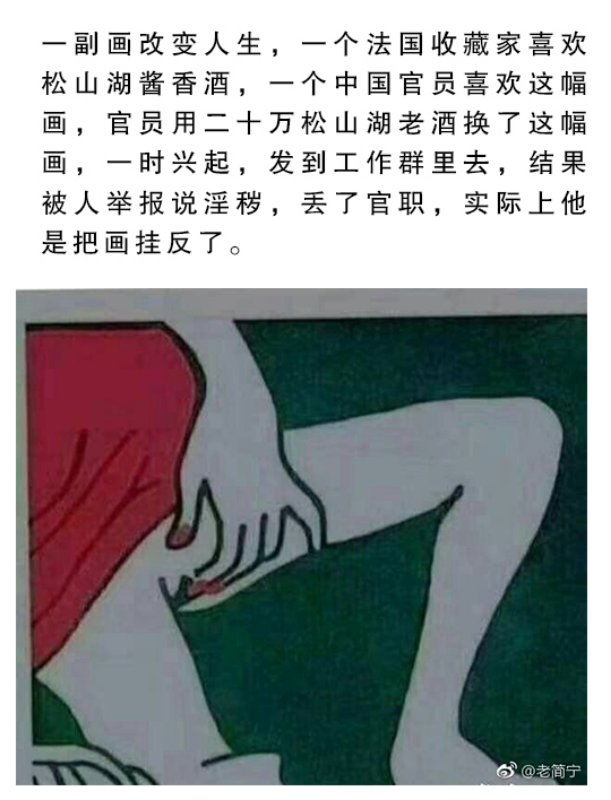 一副画改变人生，一个法国收藏家喜欢
松山湖酱香酒，一个中国官员喜欢这幅
画，官员用二十万松山湖老酒换了这幅
画，一时兴起，发到工作群里去，结果
被人举报说淫秽，丢了官职，实际上他
是把画挂反了。
@老简宁